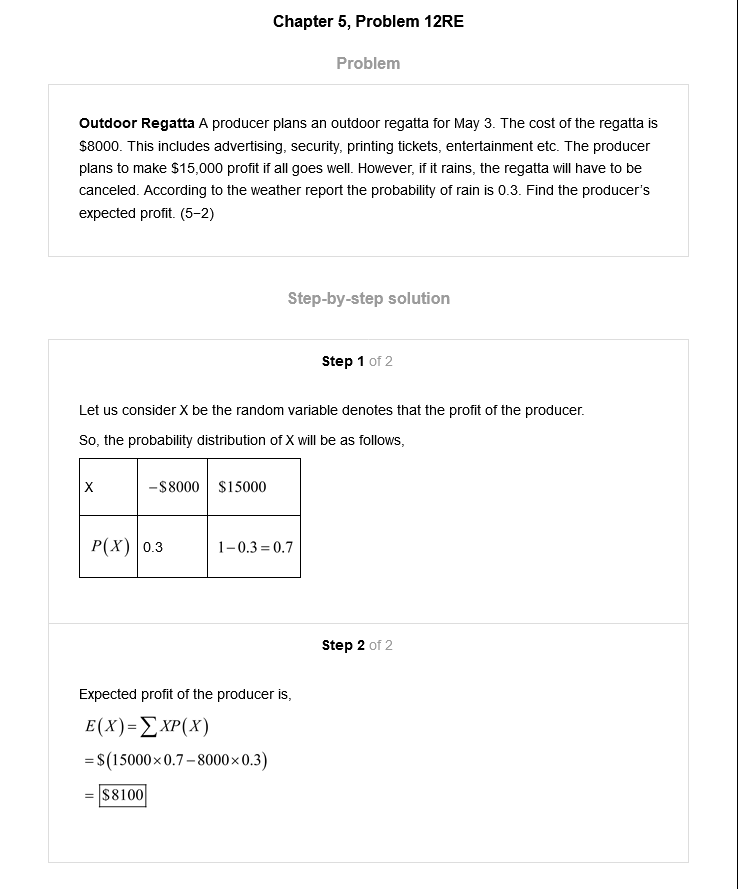 Chapter 5, Problem 12RE
Problem
Outdoor Regatta A producer plans an outdoor regatta for May 3. The cost of the regatta is
$8000. This includes advertising, security, printing tickets, entertainment etc. The producer
plans to make $15,000 profit if all goes well. However, if it rains, the regatta will have to be
canceled. According to the weather report the probability of rain is 0.3. Find the producer's
expected profit. (5−2)
Step-by-step solution
Step 1 of 2
Let us consider X be the random variable denotes that the profit of the producer.
So, the probability distribution of X will be as follows,
X −$8000 $15000
P(X) 0.3 1−0.3=0.7
Step 2 of 2
Expected profit of the producer is,
E(X)=∑XP(X)
=$(15000×0.7−8000×0.3)
= $8100